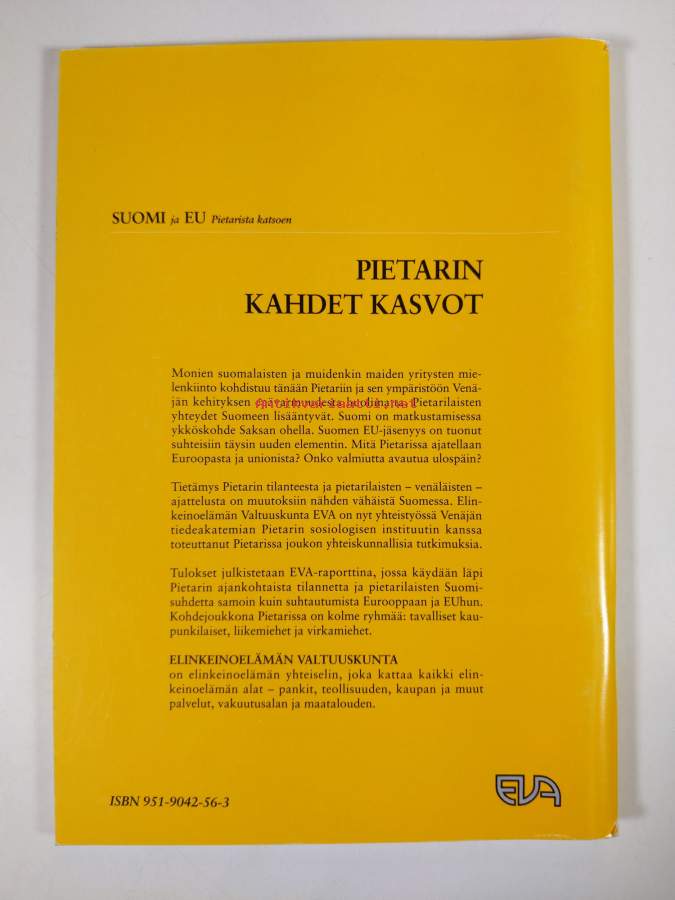 SUOMI ja EU Pietarista katsoen
PIETARIN
KAHDET KASVOT
Monien suomalaisten ja muidenkin maiden yritysten mie-
lenkiinto kohdistuu tänään Pietariin ja sen ympäristöön Venä-
jän kehityksen epävarmuudesta huolimatta. Pietarilaisten
yhteydet Suomeen lisääntyvät. Suomi on matkustamisessa
ykköskohde Saksan ohella. Suomen EU-jäsenyys on tuonut
suhteisiin täysin uuden elementin. Mitä Pietarissa ajatellaan
Euroopasta ja unionista? Onko valmiutta avautua ulospäin?
Tietämys Pietarin tilanteesta ja pietarilaisten – venäläisten –
ajattelusta on muutoksiin nähden vähäistä Suomessa. Elin-
keinoelämän Valtuuskunta EVA on nyt yhteistyössä Venäjän
tiedeakatemian Pietarin sosiologisen instituutin kanssa
toteuttanut Pietarissa joukon yhteiskunnallisia tutkimuksia.
Tulokset julkistetaan EVA-raporttina, jossa käydään läpi
Pietarin ajankohtaista tilannetta ja pietarilaisten Suomi-
suhdetta samoin kuin suhtautumista Eurooppaan ja EUhun.
Kohdejoukkona Pietarissa on kolme ryhmää: tavalliset kau-
punkilaiset, liikemiehet ja virkamiehet.
ELINKEINOELÄMÄN VALTUUSKUNTA
on elinkeinoelämän yhteiselin, joka kattaa kaikki elin-
keinoelämän alat – pankit, teollisuuden, kaupan ja muut
palvelut, vakuutusalan ja maatalouden.
ISBN 951-9042-56-3
EVA